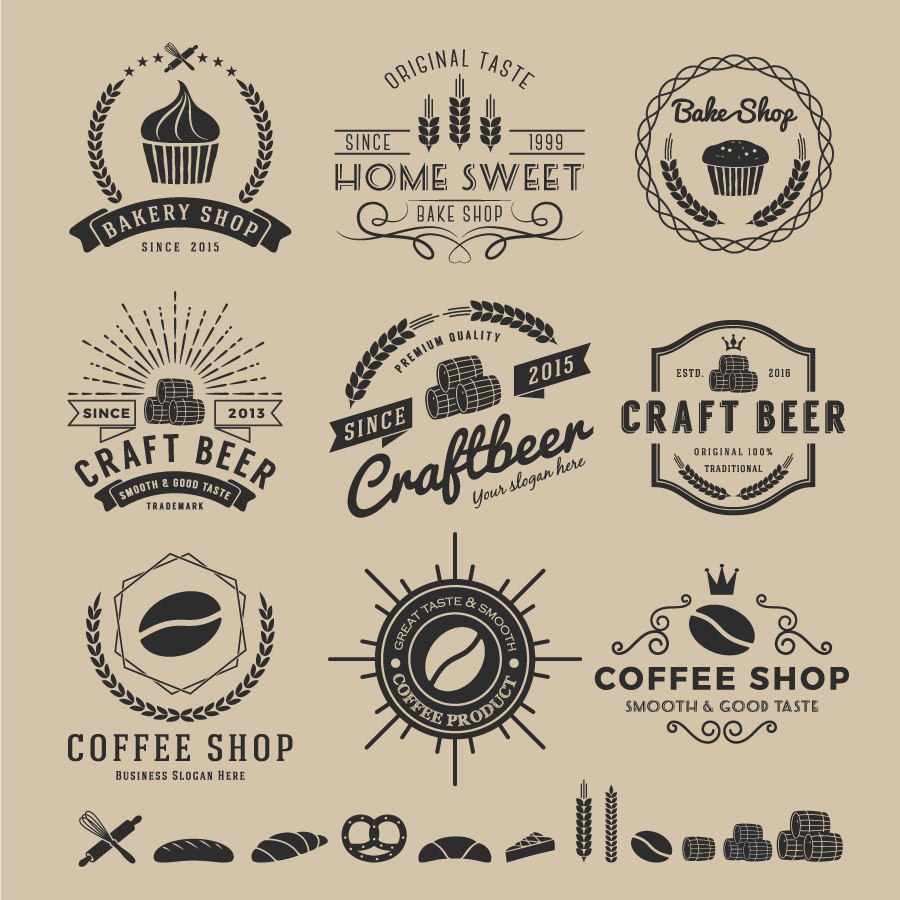 BAKERY SHOP
SINCE 2015
ORIGINAL TASTE
SINCE 1999
HOME SWEET
BAKE SHOP
Bake Shop
SINCE 2013
CRAFT BEER
SMOOTH & GOOD TASTE
TRADEMARK
PREMIUM QUALITY
SINCE 2015
Craftbeer
Your slogan here
ESTD. 2016
CRAFT BEER
ORIGINAL 100%
TRADITIONAL
COFFEE SHOP
BUSINESS SLOGAN HERE
GREAT TASTE & SMOOTH
COFFEE PRODUCT
COFFEE SHOP
SMOOTH & GOOD TASTE